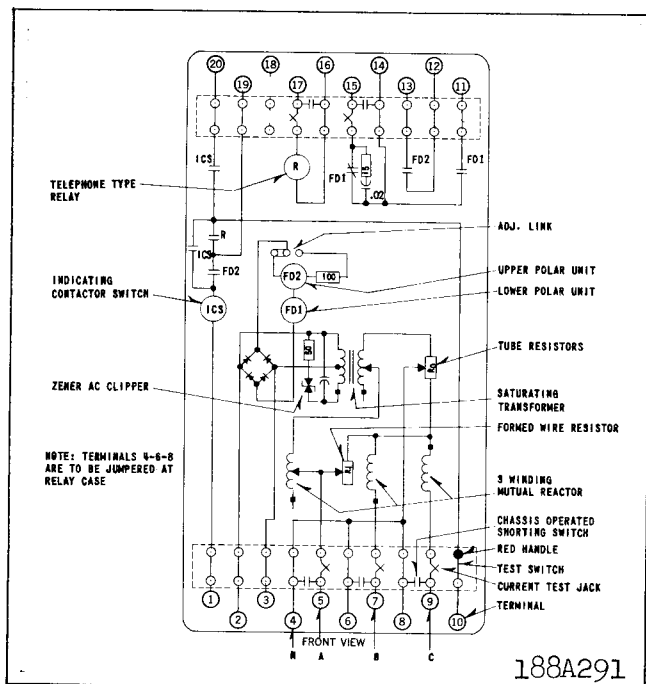 20
19
18
17
16
15
14
13
12
11
ICS
R
FD1
.02
FD2
FD1
TELEPHONE TYPE
RELAY
R
ICS
FD2
ADJ. LINK
100
FD2
UPPER POLAR UNIT
FD1
LOWER POLAR UNIT
INDICATING
CONTACTOR SWITCH
ICS
TUBE RESISTORS
ZENER AC CLIPPER
SATURATING
TRANSFORMER
FORMED WIRE RESISTOR
NOTE: TERMINALS 4-6-8
ARE TO BE JUMPERED AT
RELAY CASE
3 WINDING
MUTUAL REACTOR
CHASSIS OPERATED
SHORTING SWITCH
RED HANDLE
TEST SWITCH
CURRENT TEST JACK
TERMINAL
1
2
3
4
5
6
7
8
9
10
FRONT VIEW
N A B C
188A291